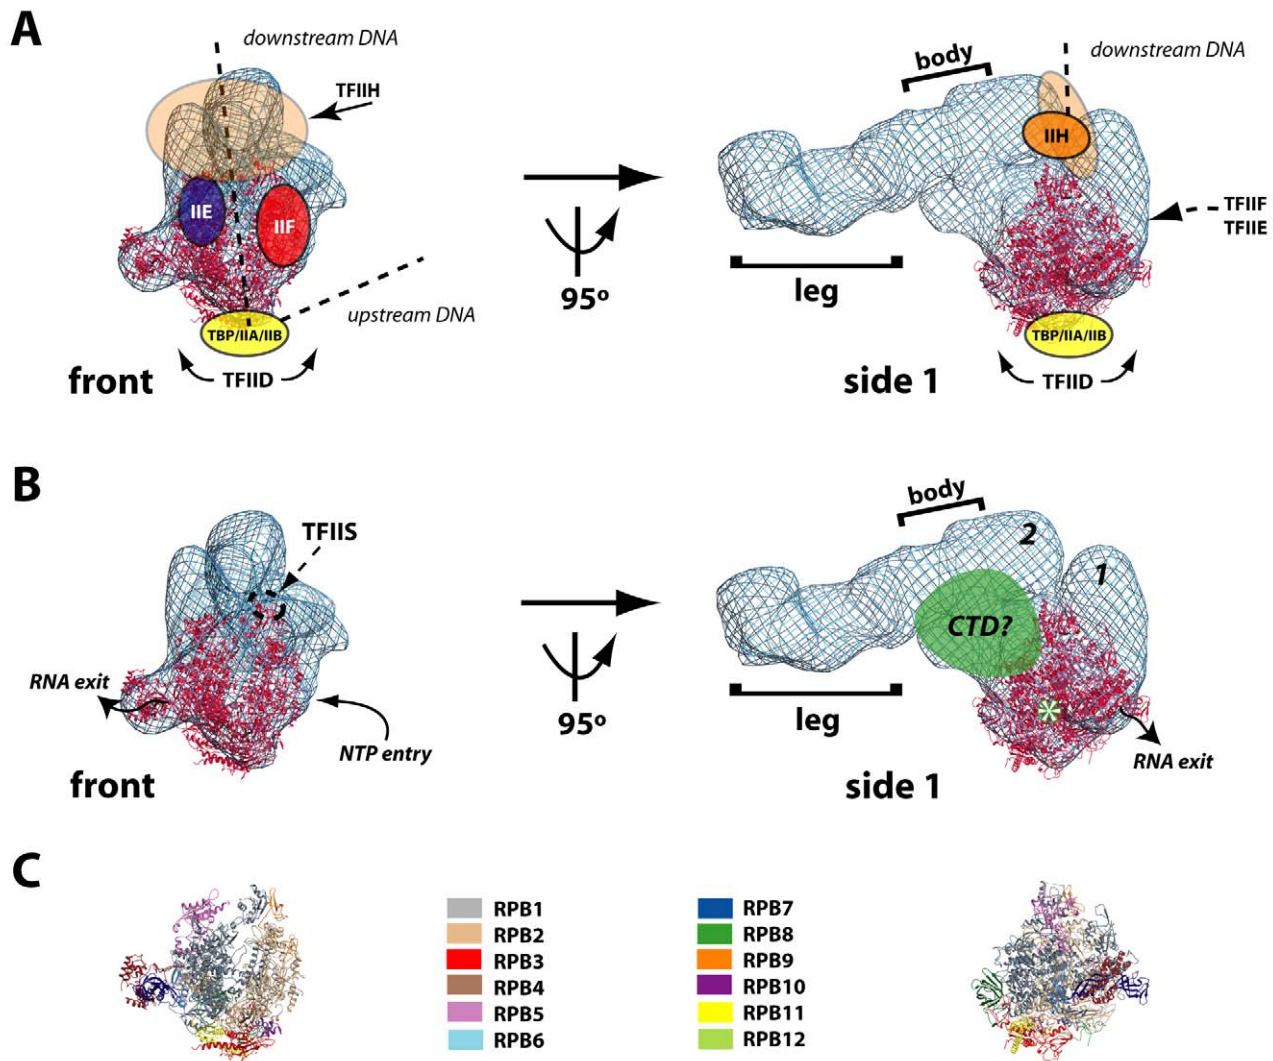 A
downstream DNA
TFIIH
IIE
IIF
TBP/IIA/IIB
upstream DNA
TFIID
front
95º
body
downstream DNA
IIH
TFIIF
TFIIE
leg
TBP/IIA/IIB
TFIID
side 1
B
TFIIS
RNA exit
NTP entry
front
95º
body
2
1
CTD?
*
leg
RNA exit
side 1
C
RPB1
RPB2
RPB3
RPB4
RPB5
RPB6
RPB7
RPB8
RPB9
RPB10
RPB11
RPB12